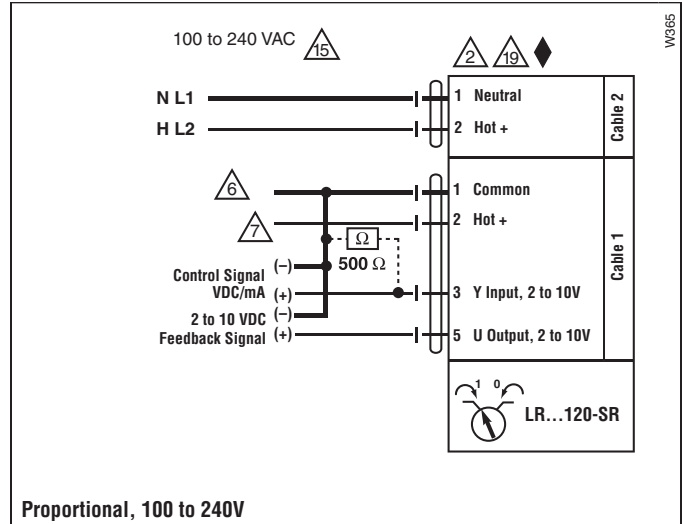 W365
100 to 240 VAC 15
2 19
N L1
1 Neutral
H L2
2 Hot +
Cable 2
6
1 Common
7
2 Hot +
Ω
500 Ω
Control Signal (–)
VDC/mA (+)
3 Y Input, 2 to 10V
2 to 10 VDC (–)
Feedback Signal (+)
5 U Output, 2 to 10V
Cable 1
1 0
LR…120-SR
Proportional, 100 to 240V